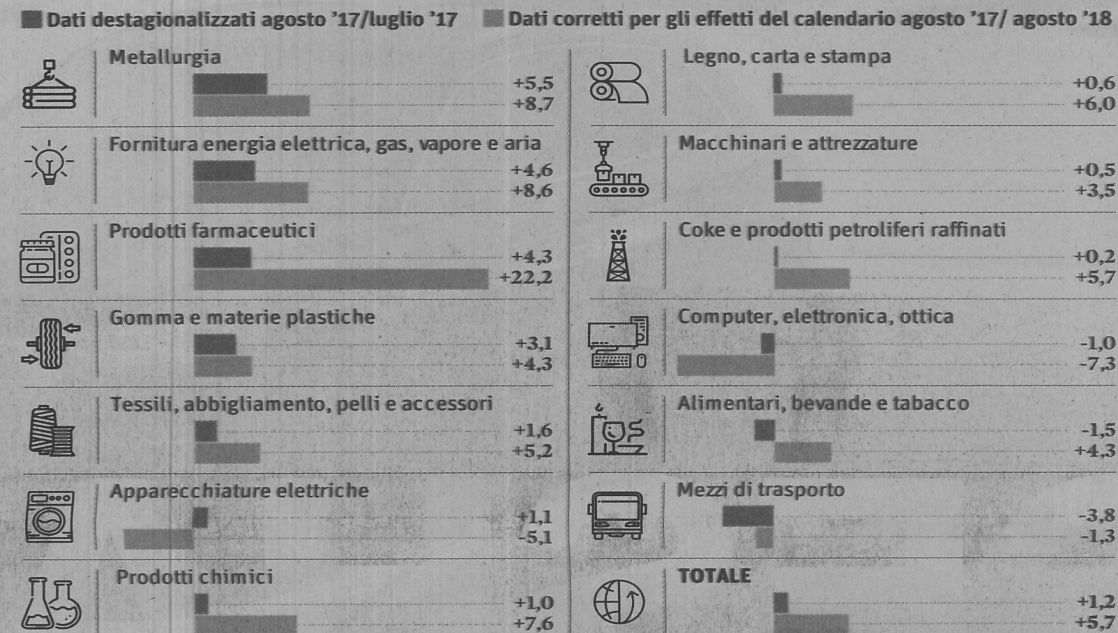 Dati destagionalizzati agosto '17/luglio '17
Dati corretti per gli effetti del calendario agosto '17/ agosto '18
Metallurgia
+5,5
+8,7
Fornitura energia elettrica, gas, vapore e aria
+4,6
+8,6
Prodotti farmaceutici
+4,3
+22,2
Gomma e materie plastiche
+3,1
+4,3
Tessili, abbigliamento, pelli e accessori
+1,6
+5,2
Apparecchiature elettriche
+1,1
-5,1
Prodotti chimici
+1,0
+7,6
Legno, carta e stampa
+0,6
+6,0
Macchinari e attrezzature
+0,5
+3,5
Coke e prodotti petroliferi raffinati
+0,2
+5,7
Computer, elettronica, ottica
-1,0
-7,3
Alimentari, bevande e tabacco
-1,5
+4,3
Mezzi di trasporto
-3,8
-1,3
TOTALE
+1,2
+5,7